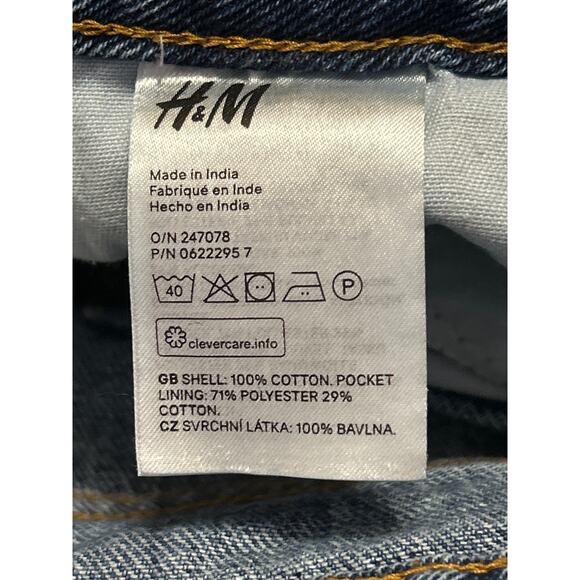 H&M
Made in India
Fabriqué en Inde
Hecho en India
O/N 247078
P/N 0622295 7
40 P
clevercare.info
GB SHELL: 100% COTTON. POCKET
LINING: 71% POLYESTER 29%
COTTON.
CZ SVRCHNÍ LÁTKA: 100% BAVLNA.